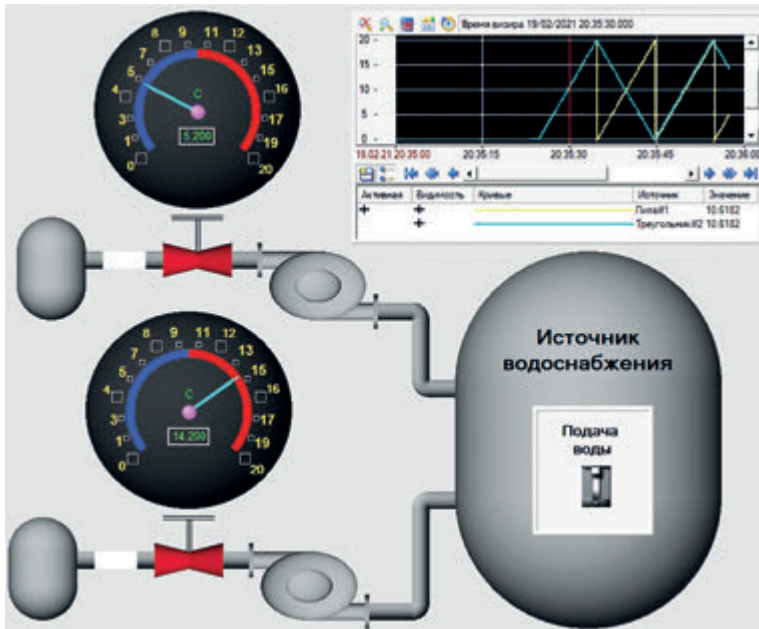 Время визира 19/02/2021 20:35:30.000
20
15
10
5
0
19.02.21 20:35:00 20:35:15 20:35:30 20:35:45 20:36:00
Активная Видимость Кривые Источник Значение
Пила#1 10.6182
Треугольник#2 10.6182
0 1 3 4 5 7 8 9 11 12 13 15 16 17 19 20
C
5.200
0 1 3 4 5 7 8 9 11 12 13 15 16 17 19 20
C
14.200
Источник
водоснабжения
Подача
воды